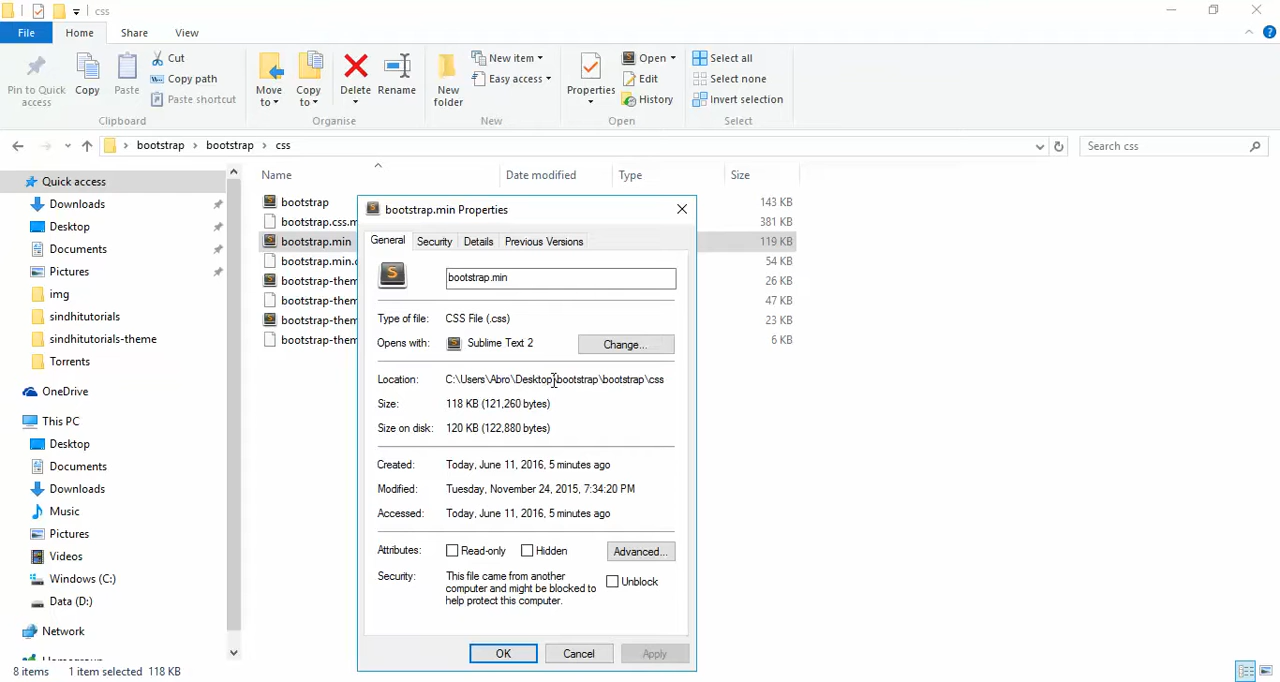 css
File Home Share View
Pin to Quick access
Copy
Paste
Cut
Copy path
Paste shortcut
Clipboard
Move to
Copy to
Delete
Rename
Organise
New folder
New item
Easy access
New
Properties
Open
Edit
History
Open
Select all
Select none
Invert selection
Select
bootstrap bootstrap css
Search css
Quick access
Downloads
Desktop
Documents
Pictures
img
sindhitutorials
sindhitutorials-theme
Torrents
OneDrive
This PC
Desktop
Documents
Downloads
Music
Pictures
Videos
Windows (C:)
Data (D:)
Network
Name Date modified Type Size
bootstrap 143 KB
bootstrap.css.m 381 KB
bootstrap.min 119 KB
bootstrap.min.c 54 KB
bootstrap-them 26 KB
bootstrap-them 47 KB
bootstrap-them 23 KB
bootstrap-them 6 KB
bootstrap.min Properties
General Security Details Previous Versions
bootstrap.min
Type of file: CSS File (.css)
Opens with: Sublime Text 2 Change...
Location: C:\Users\Abro\Desktop\bootstrap\bootstrap\css
Size: 118 KB (121,260 bytes)
Size on disk: 120 KB (122,880 bytes)
Created: Today, June 11, 2016, 5 minutes ago
Modified: Tuesday, November 24, 2015, 7:34:20 PM
Accessed: Today, June 11, 2016, 5 minutes ago
Attributes: Read-only Hidden Advanced...
Security: This file came from another
computer and might be blocked to
help protect this computer.
Unblock
OK Cancel Apply
8 items 1 item selected 118 KB